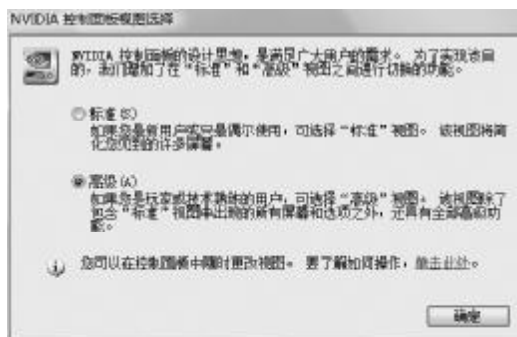 NVIDIA 控制面板视图选择
NVIDIA 控制面板的设计思想,是满足广大用户的需求。 为了实现该目
的,我们增加了在“标准”和“高级”视图之间进行切换的功能。
标准(S)
如果您是新用户或只是偶尔使用,可选择“标准”视图。 该视图将简
化您见到的许多屏幕。
高级(A)
如果您是玩家或技术熟练的用户,可选择“高级”视图。 该视图除了
包含“标准”视图中出现的所有屏幕和选项之外,还具有全部高级功
能。
您可以在控制面板中随时更改视图。 要了解如何操作,单击此处。
确定